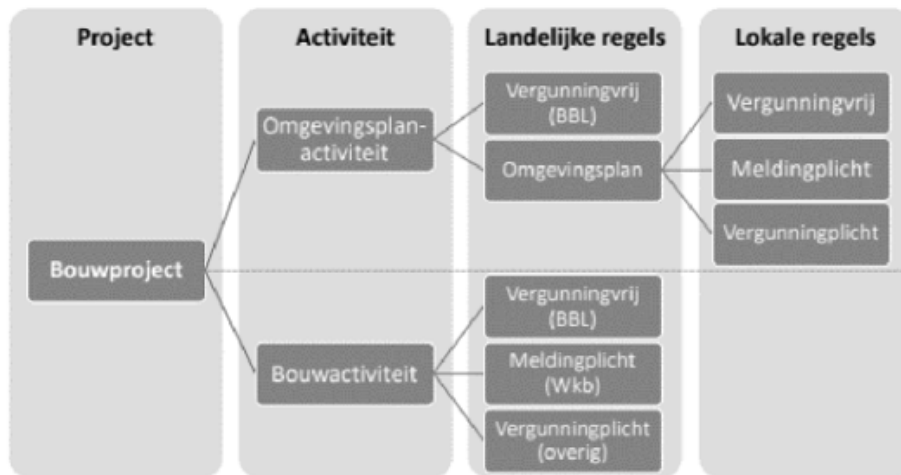 Project
Activiteit
Landelijke regels
Lokale regels
Bouwproject
Omgevingsplan-
activiteit
Bouwactiviteit
Vergunningvrij
(BBL)
Omgevingsplan
Vergunningvrij
(BBL)
Meldingplicht
(Wkb)
Vergunningplicht
(overig)
Vergunningvrij
Meldingplicht
Vergunningplicht